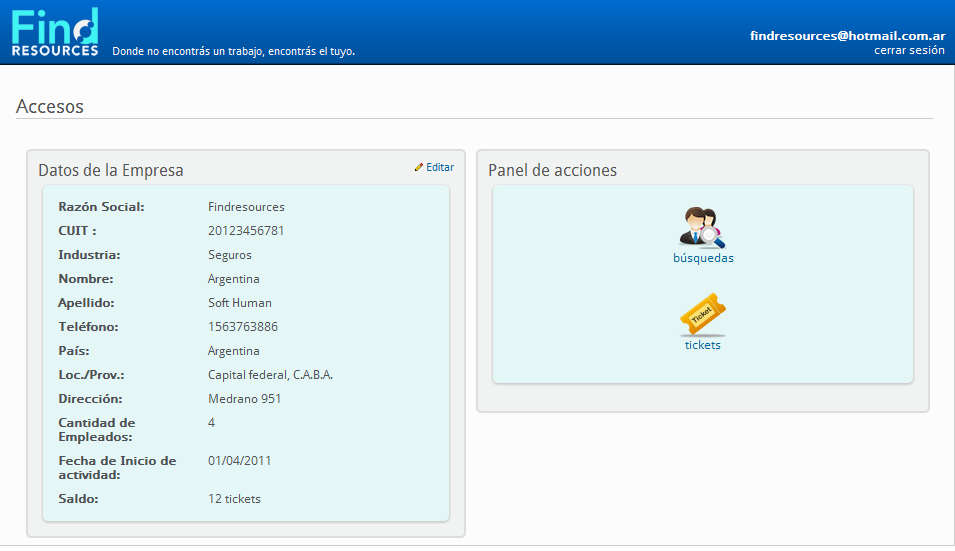 Find
RESOURCES
Donde no encontrás un trabajo, encontrás el tuyo.
findresources@hotmail.com.ar
cerrar sesión
Accesos
Datos de la Empresa
Editar
Razón Social: Findresources
CUIT : 20123456781
Industria: Seguros
Nombre: Argentina
Apellido: Soft Human
Teléfono: 1563763886
País: Argentina
Loc./Prov.: Capital federal, C.A.B.A.
Dirección: Medrano 951
Cantidad de 4
Empleados:
Fecha de Inicio de 01/04/2011
actividad:
Saldo: 12 tickets
Panel de acciones
búsquedas
Ticket
tickets